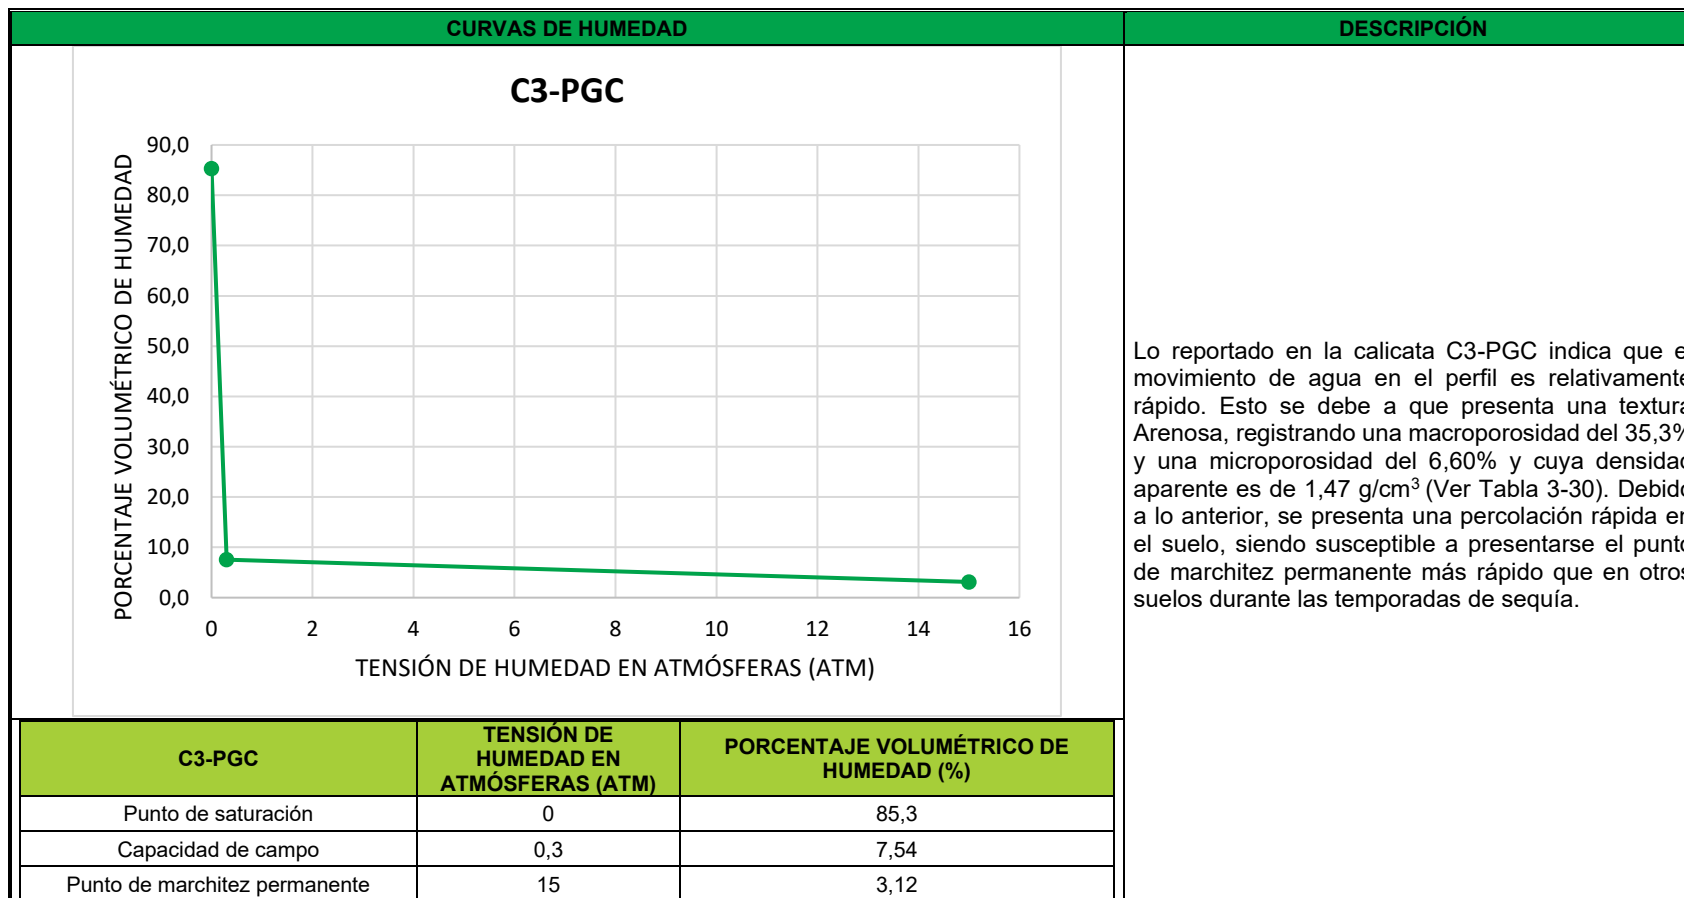 CURVAS DE HUMEDAD
DESCRIPCIÓN
C3-PGC
PORCENTAJE VOLUMÉTRICO DE HUMEDAD
90,0
80,0
70,0
60,0
50,0
40,0
30,0
20,0
10,0
0,0
0 2 4 6 8 10 12 14 16
TENSIÓN DE HUMEDAD EN ATMÓSFERAS (ATM)
Lo reportado en la calicata C3-PGC indica que e
movimiento de agua en el perfil es relativamente
rápido. Esto se debe a que presenta una textura
Arenosa, registrando una macroporosidad del 35,3%
y una microporosidad del 6,60% y cuya densidad
aparente es de 1,47 g/cm³ (Ver Tabla 3-30). Debido
a lo anterior, se presenta una percolación rápida en
el suelo, siendo susceptible a presentarse el punto
de marchitez permanente más rápido que en otros
suelos durante las temporadas de sequía.
C3-PGC
TENSIÓN DE
HUMEDAD EN
ATMÓSFERAS (ATM)
PORCENTAJE VOLUMÉTRICO DE
HUMEDAD (%)
Punto de saturación 0 85,3
Capacidad de campo 0,3 7,54
Punto de marchitez permanente 15 3,12